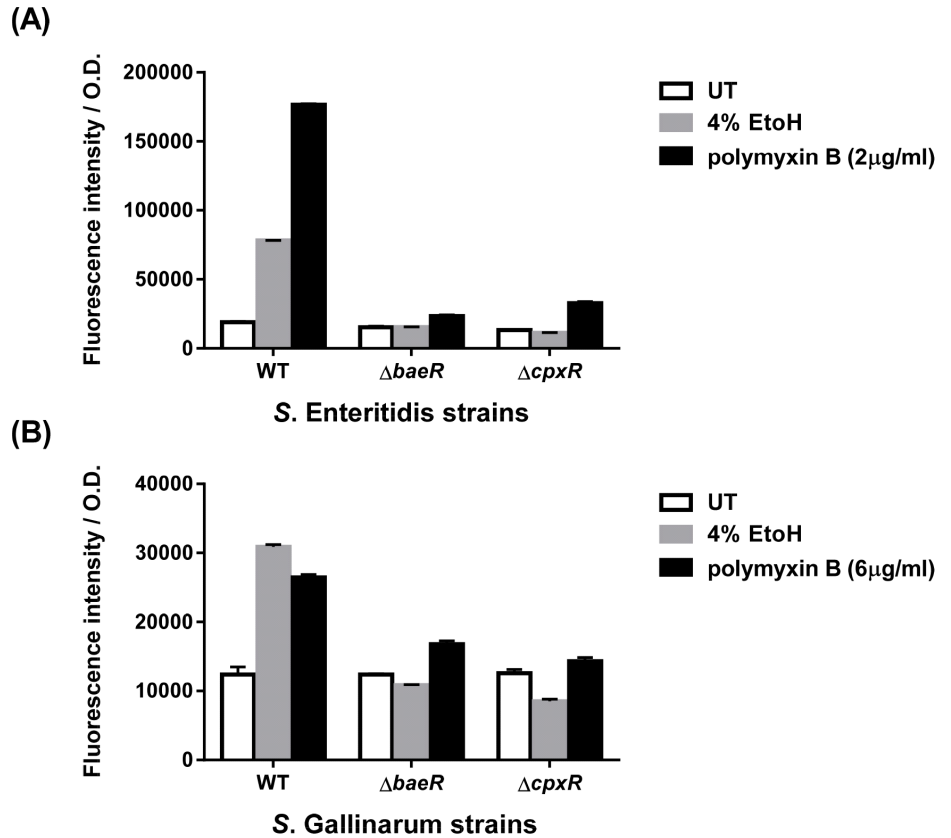 (A)
Fluorescence intensity / O.D.
200000
150000
100000
50000
0
WT
ΔbaeR
ΔcpxR
S. Enteritidis strains
UT
4% EtoH
polymyxin B (2μg/ml)
(B)
Fluorescence intensity / O.D.
40000
30000
20000
10000
0
WT
ΔbaeR
ΔcpxR
S. Gallinarum strains
UT
4% EtoH
polymyxin B (6μg/ml)